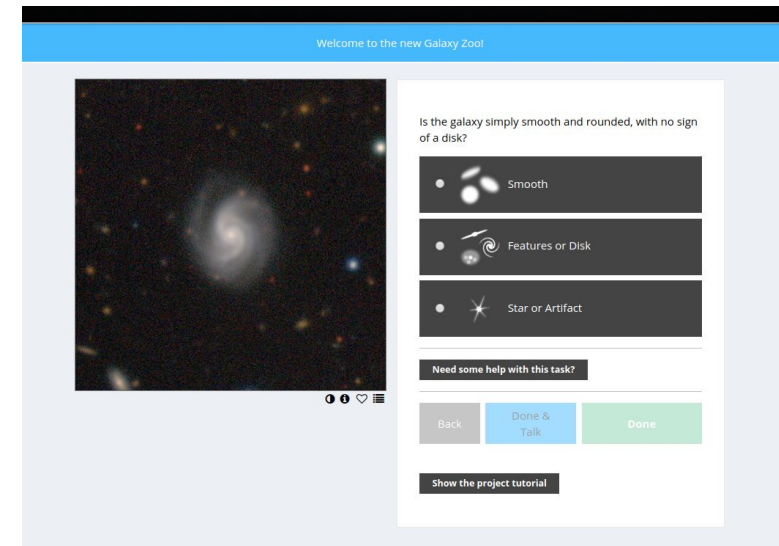 Welcome to the new Galaxy Zoo!
Is the galaxy simply smooth and rounded, with no sign
of a disk?
Smooth
Features or Disk
Star or Artifact
Need some help with this task?
Back
Done &
Talk
Done
Show the project tutorial